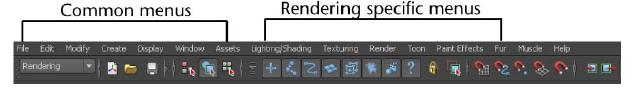 Common menus Rendering specific menus
File Edit Modify Create Display Window Assets Lighting/Shading Texturing Render Toon Paint Effects Fur Muscle Help
Rendering